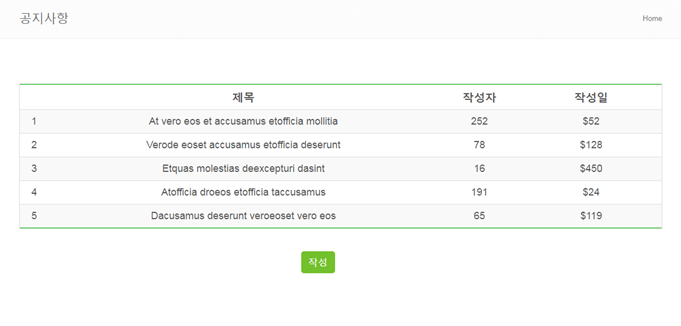 공지사항 Home
제목 작성자 작성일
1 At vero eos et accusamus etofficia mollitia 252 $52
2 Verode eoset accusamus etofficia deserunt 78 $128
3 Etquas molestias deexcepturi dasint 16 $450
4 Atofficia droeos etofficia taccusamus 191 $24
5 Dacusamus deserunt veroeoset vero eos 65 $119
작성